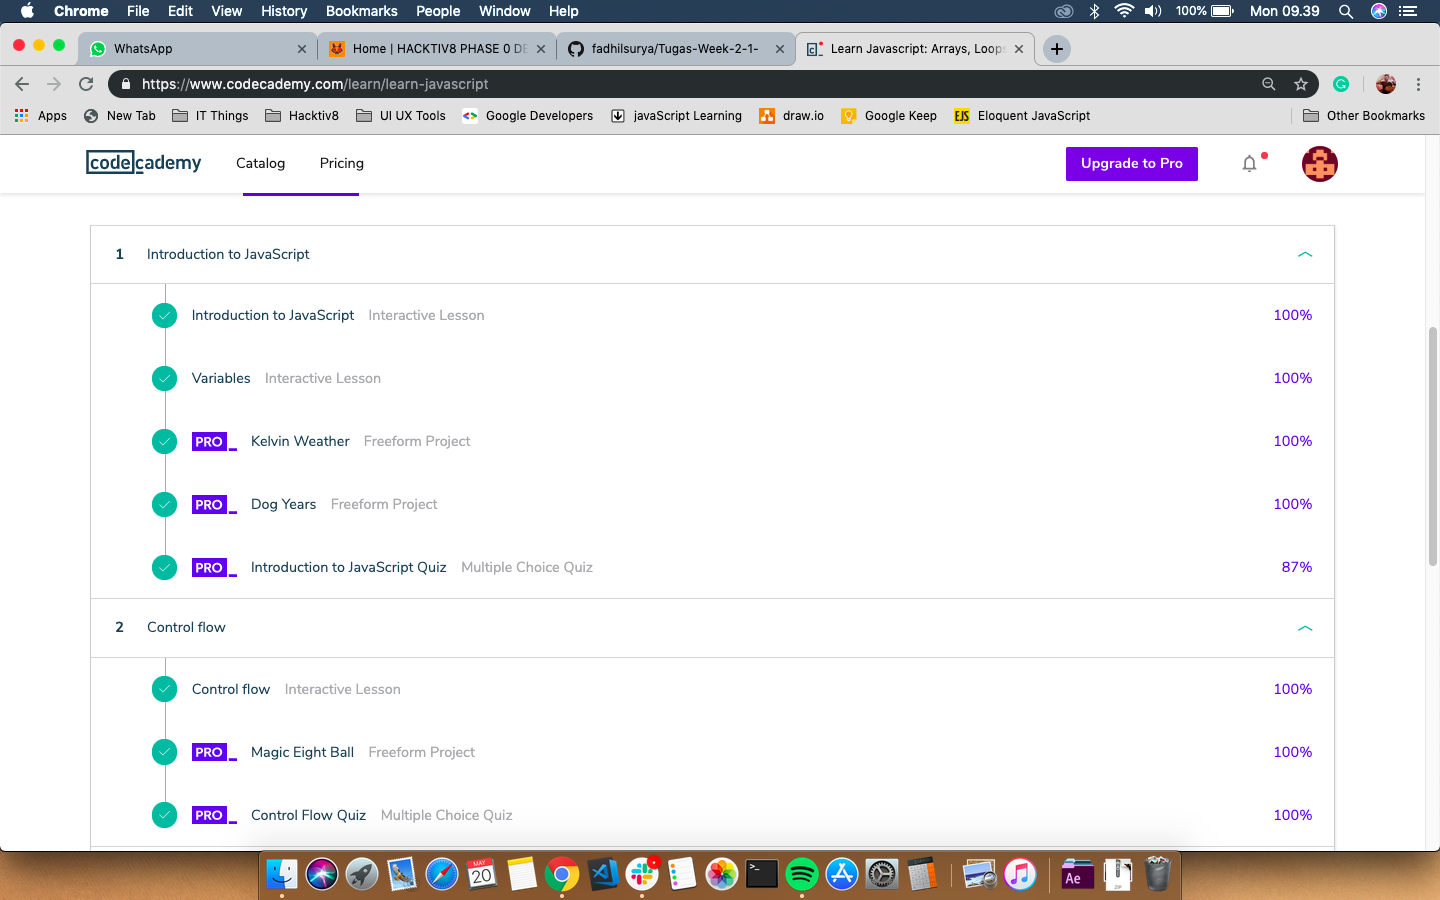 Chrome File Edit View History Bookmarks People Window Help 100% Mon 09.39
WhatsApp Home | HACKTIV8 PHASE 0 DE fadhilsurya/Tugas-Week-2-1- Learn Javascript: Arrays, Loops
https://www.codecademy.com/learn/learn-javascript
Apps New Tab IT Things Hacktiv8 UI UX Tools Google Developers javaScript Learning draw.io Google Keep EJS Eloquent JavaScript Other Bookmarks
codecademy Catalog Pricing Upgrade to Pro
1 Introduction to JavaScript
Introduction to JavaScript Interactive Lesson 100%
Variables Interactive Lesson 100%
PRO Kelvin Weather Freeform Project 100%
PRO Dog Years Freeform Project 100%
PRO Introduction to JavaScript Quiz Multiple Choice Quiz 87%
2 Control flow
Control flow Interactive Lesson 100%
PRO Magic Eight Ball Freeform Project 100%
PRO Control Flow Quiz Multiple Choice Quiz 100%
MAY
20
Ae
ZIP